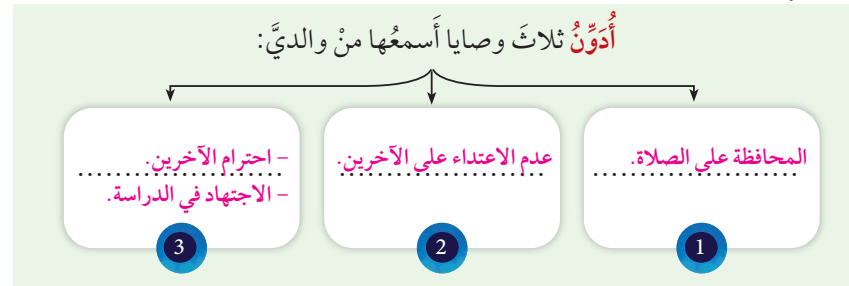 أُدَوِّنُ ثلاثَ وصايا أَسمعُها منْ والديَّ:
المحافظة على الصلاة.
1
عدم الاعتداء على الآخرين.
2
– احترام الآخرين.
– الاجتهاد في الدراسة.
3